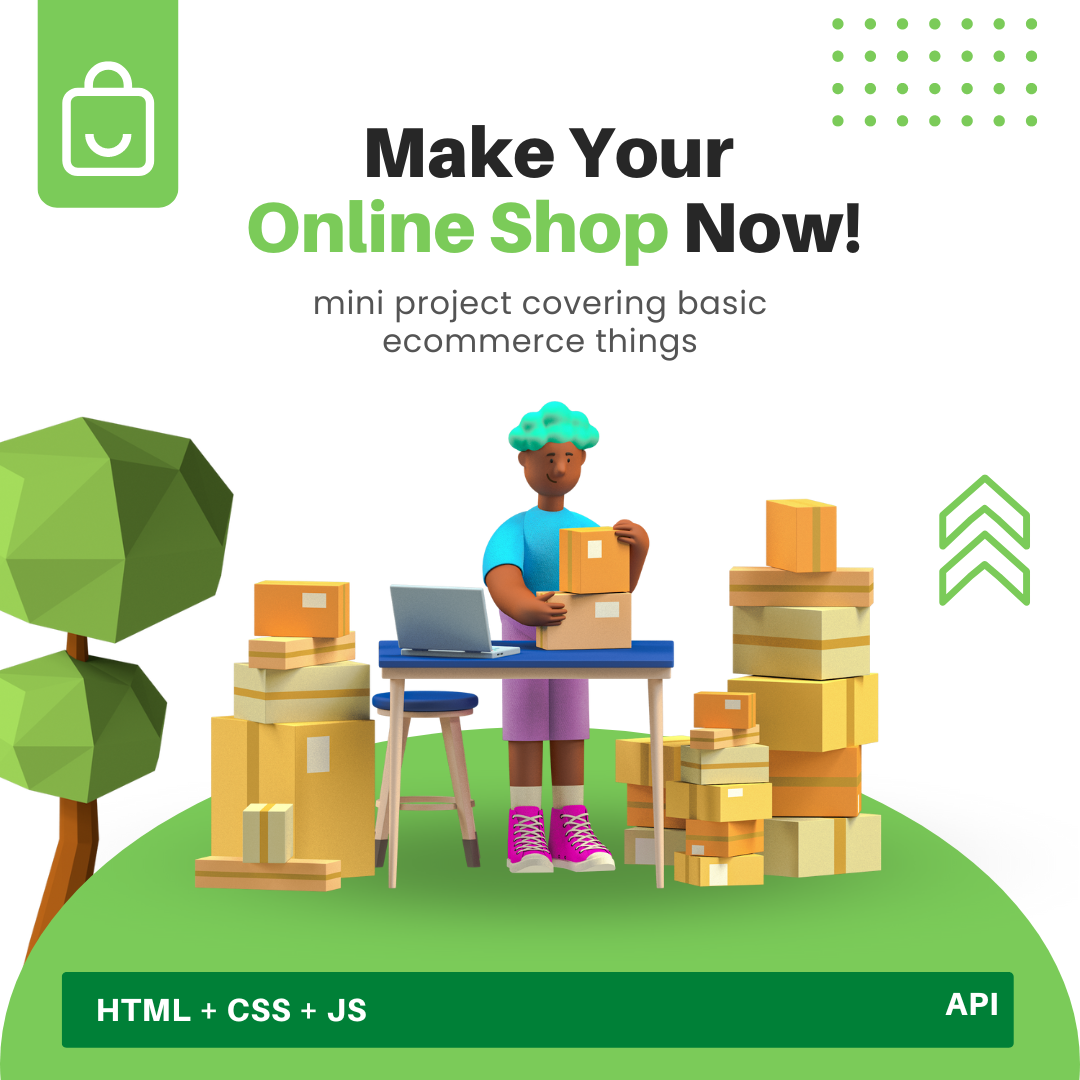 Make Your
Online Shop Now!
mini project covering basic
ecommerce things
HTML + CSS + JS
API